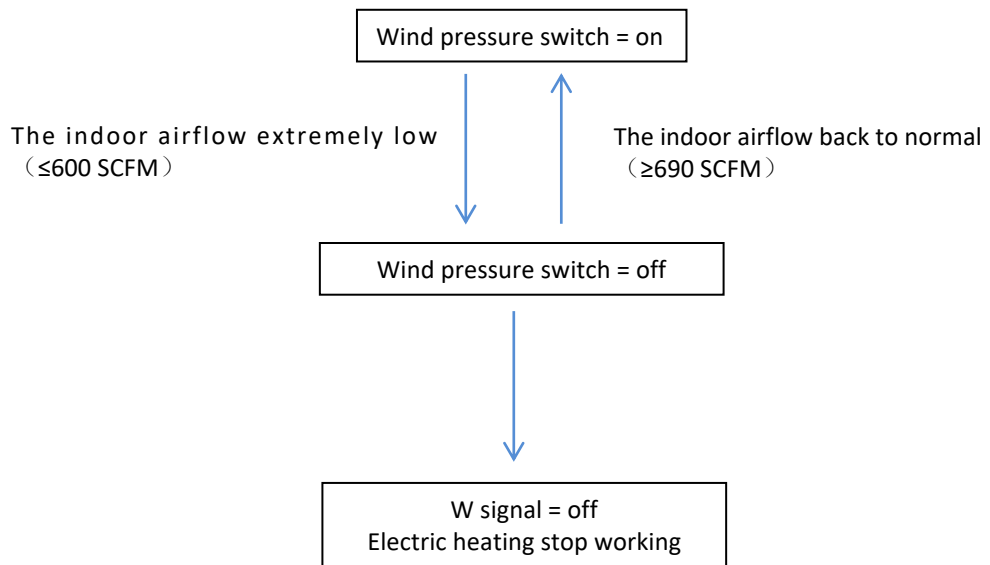 Wind pressure switch = on
The indoor airflow extremely low
（≤600 SCFM）
The indoor airflow back to normal
（≥690 SCFM）
Wind pressure switch = off
W signal = off
Electric heating stop working